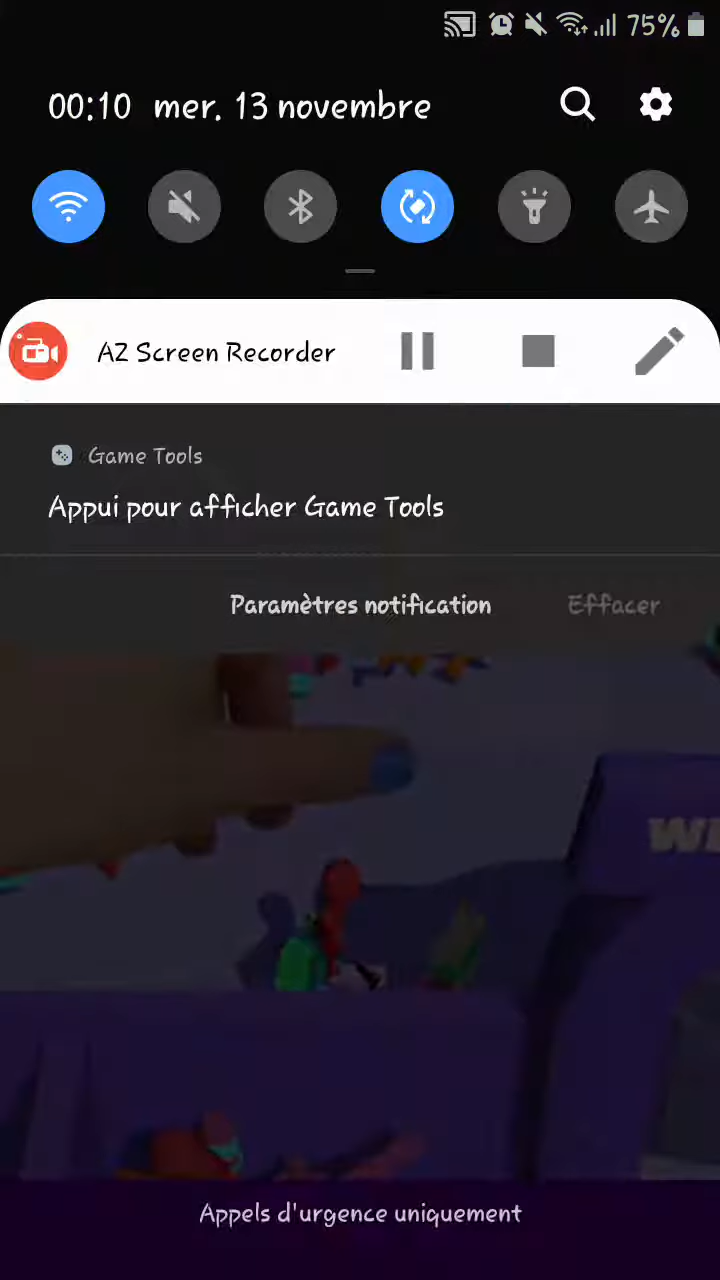 75%
00:10 mer. 13 novembre
AZ Screen Recorder
Game Tools
Appui pour afficher Game Tools
Paramètres notification Effacer
Appels d'urgence uniquement